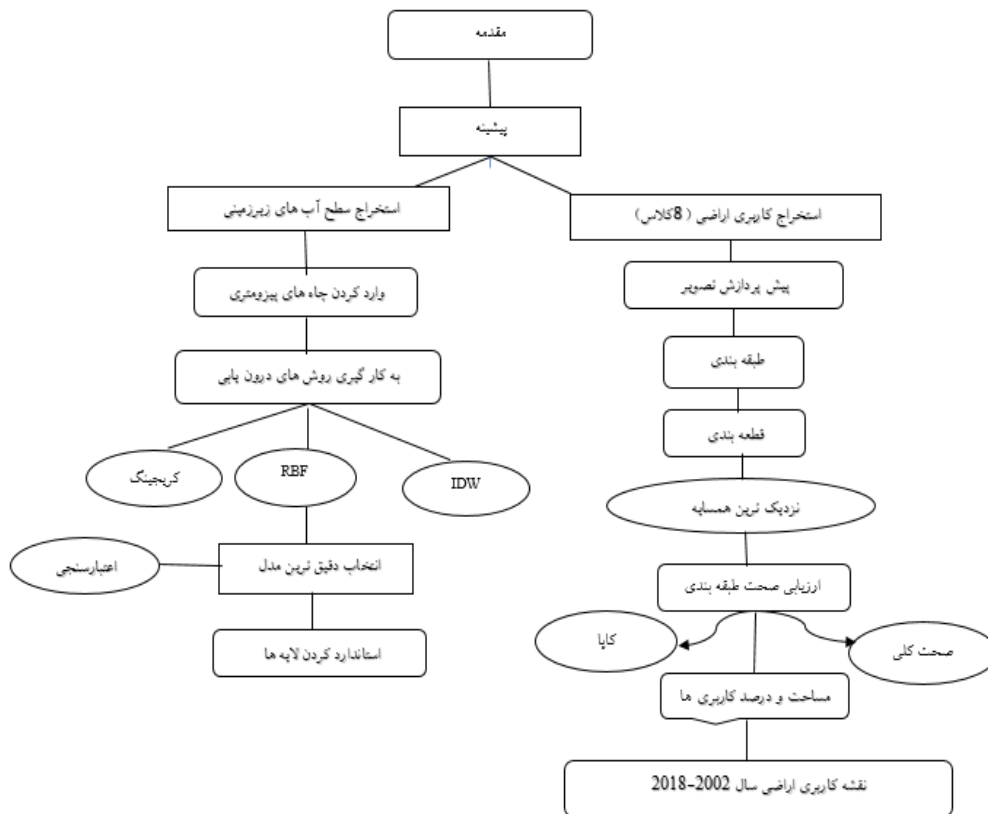 مقدمه
پیشینه
استخراج کاربری اراضی ( 8کلاس)
استخراج سطح آب های زیرزمینی
پیش پردازش تصویر
وارد کردن چاه های پیزومتری
طبقه بندی
به کار گیری روش های درون یابی
قطعه بندی
کریجینگ
RBF
IDW
نزدیک ترین همسایه
انتخاب دقیق ترین مدل
اعتبارسنجی
ارزیابی صحت طبقه بندی
استاندارد کردن لایه ها
کاپا
صحت کلی
مساحت و درصد کاربری ها
نقشه کاربری اراضی سال 2002-2018